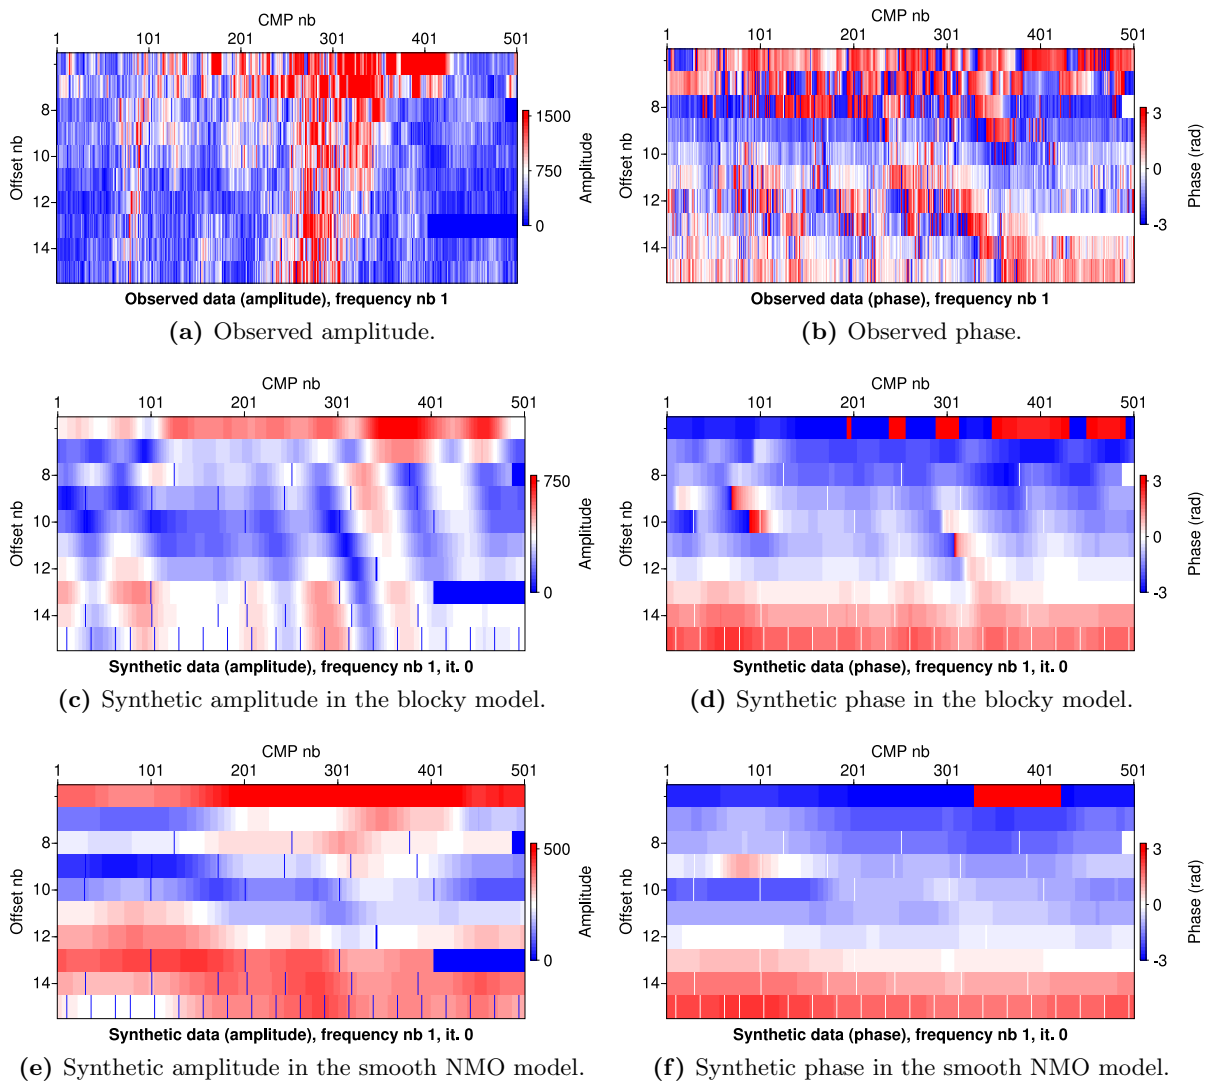 CMP nb
1 101 201 301 401 501
Offset nb
8
10
12
14
1500
750
0
Amplitude
Observed data (amplitude), frequency nb 1
(a) Observed amplitude.
CMP nb
1 101 201 301 401 501
Offset nb
8
10
12
14
3
0
-3
Phase (rad)
Observed data (phase), frequency nb 1
(b) Observed phase.
CMP nb
1 101 201 301 401 501
Offset nb
8
10
12
14
750
0
Amplitude
Synthetic data (amplitude), frequency nb 1, it. 0
(c) Synthetic amplitude in the blocky model.
CMP nb
1 101 201 301 401 501
Offset nb
8
10
12
14
3
0
-3
Phase (rad)
Synthetic data (phase), frequency nb 1, it. 0
(d) Synthetic phase in the blocky model.
CMP nb
1 101 201 301 401 501
Offset nb
8
10
12
14
500
0
Amplitude
Synthetic data (amplitude), frequency nb 1, it. 0
(e) Synthetic amplitude in the smooth NMO model.
CMP nb
1 101 201 301 401 501
Offset nb
8
10
12
14
3
0
-3
Phase (rad)
Synthetic data (phase), frequency nb 1, it. 0
(f) Synthetic phase in the smooth NMO model.